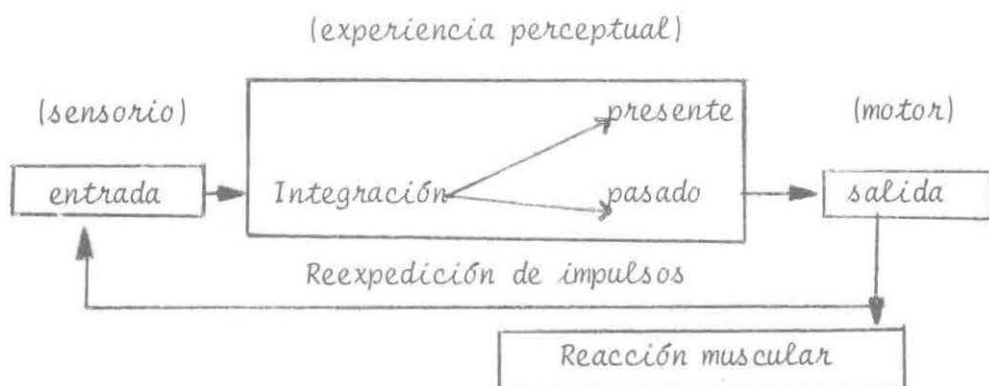 (experiencia perceptual)
(sensorio)
presente
(motor)
entrada
Integración
pasado
salida
Reexpedición de impulsos
Reacción muscular